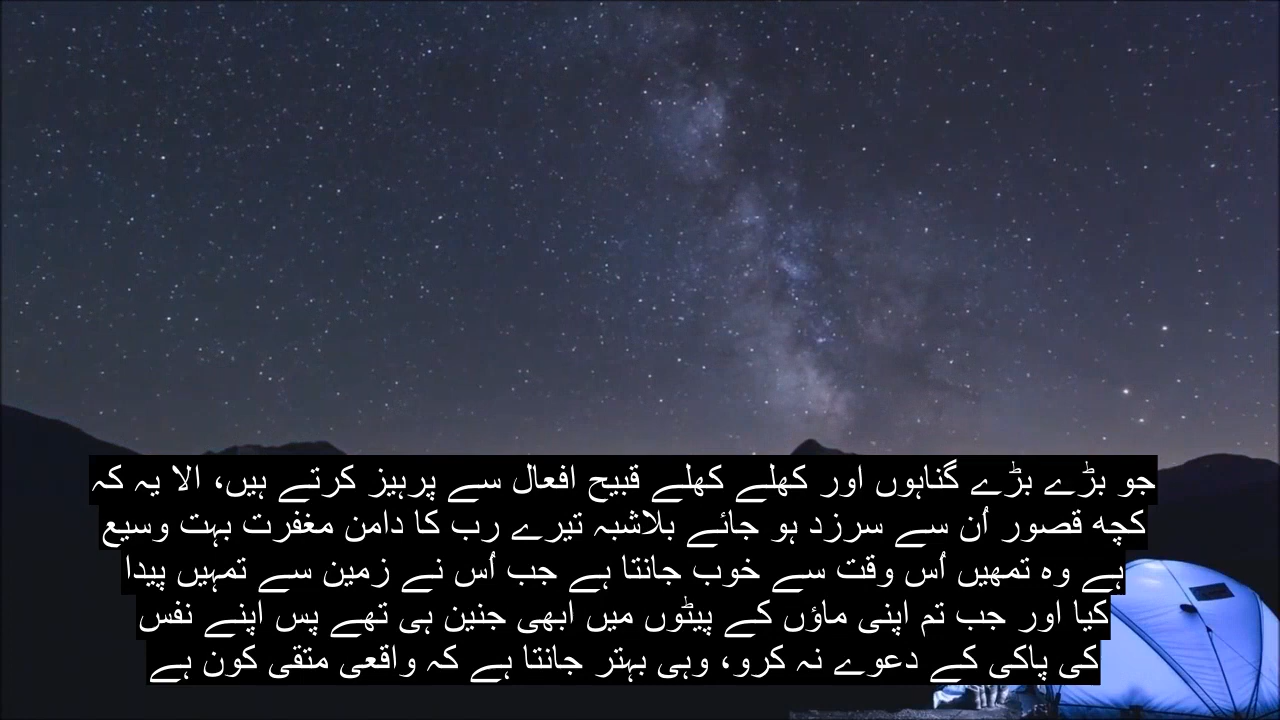 جو بڑے بڑے گناہوں اور کھلے کھلے قبیح افعال سے پرہیز کرتے ہیں، الا یہ کہ
کچھ قصور اُن سے سرزد ہو جائے بلاشبہ تیرے رب کا دامن مغفرت بہت وسیع
ہے وہ تمھیں اُس وقت سے خوب جانتا ہے جب اُس نے زمین سے تمہیں پیدا
کیا اور جب تم اپنی ماؤں کے پیٹوں میں ابھی جنین ہی تھے پس اپنے نفس
کی پاکی کے دعوے نہ کرو، وہی بہتر جانتا ہے کہ واقعی متقی کون ہے